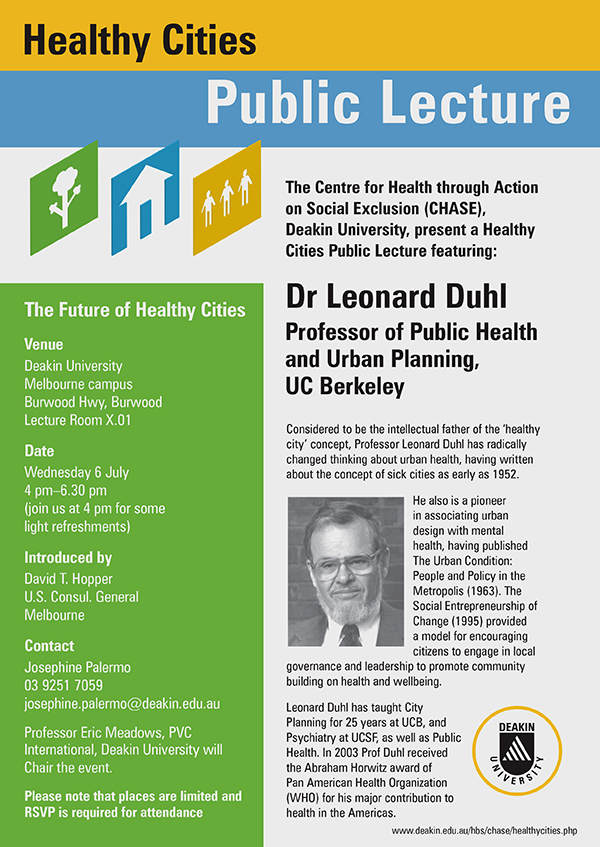 Healthy Cities
Public Lecture
The Centre for Health through Action
on Social Exclusion (CHASE),
Deakin University, present a Healthy
Cities Public Lecture featuring:
Dr Leonard Duhl
Professor of Public Health
and Urban Planning,
UC Berkeley
Considered to be the intellectual father of the ‘healthy
city’ concept, Professor Leonard Duhl has radically
changed thinking about urban health, having written
about the concept of sick cities as early as 1952.
He also is a pioneer
in associating urban
design with mental
health, having published
The Urban Condition:
People and Policy in the
Metropolis (1963). The
Social Entrepreneurship of
Change (1995) provided
a model for encouraging
citizens to engage in local
governance and leadership to promote community
building on health and wellbeing.
Leonard Duhl has taught City
Planning for 25 years at UCB, and
Psychiatry at UCSF, as well as Public
Health. In 2003 Prof Duhl received
the Abraham Horwitz award of
Pan American Health Organization
(WHO) for his major contribution to
health in the Americas.
DEAKIN
UNIVERSITY
www.deakin.edu.au/hbs/chase/healthycities.php
The Future of Healthy Cities
Venue
Deakin University
Melbourne campus
Burwood Hwy, Burwood
Lecture Room X.01
Date
Wednesday 6 July
4 pm–6.30 pm
(join us at 4 pm for some
light refreshments)
Introduced by
David T. Hopper
U.S. Consul. General
Melbourne
Contact
Josephine Palermo
03 9251 7059
josephine.palermo@deakin.edu.au
Professor Eric Meadows, PVC
International, Deakin University will
Chair the event.
Please note that places are limited and
RSVP is required for attendance